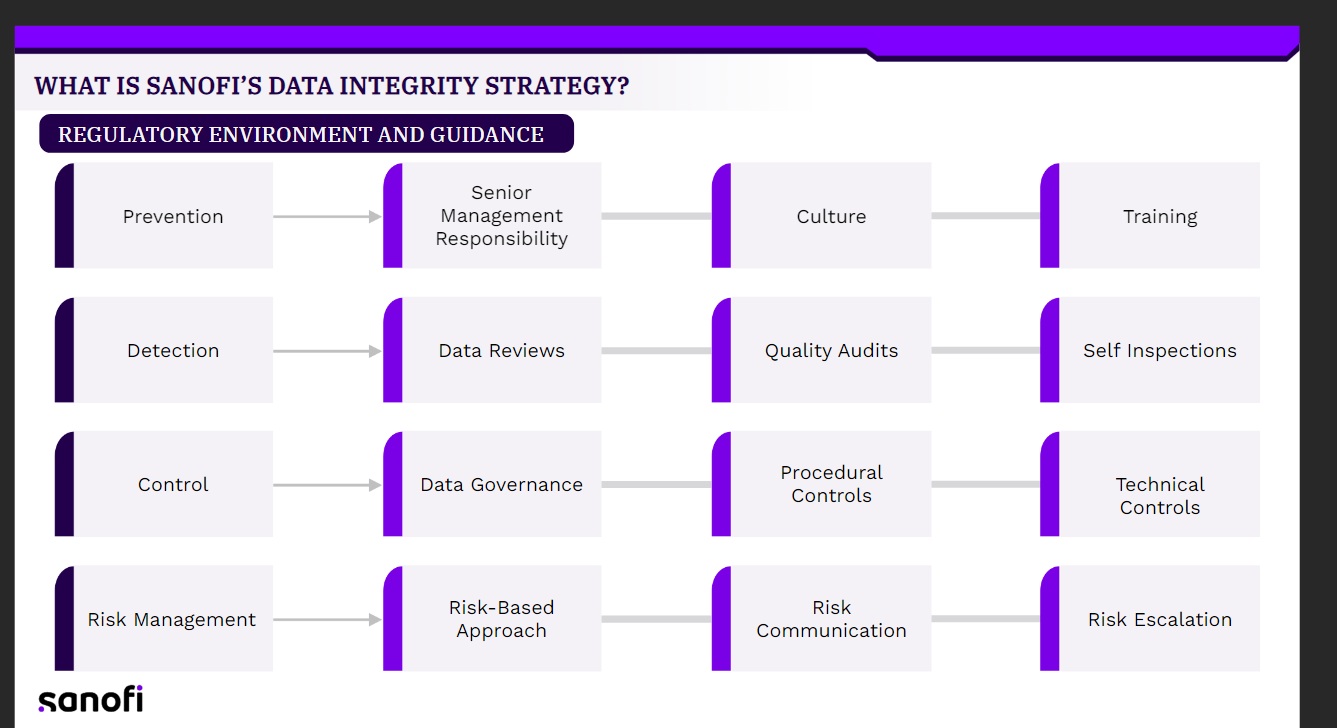 WHAT IS SANOFI’S DATA INTEGRITY STRATEGY?
REGULATORY ENVIRONMENT AND GUIDANCE
Prevention
Senior
Management
Responsibility
Culture
Training
Detection
Data Reviews
Quality Audits
Self Inspections
Control
Data Governance
Procedural
Controls
Technical
Controls
Risk Management
Risk-Based
Approach
Risk
Communication
Risk Escalation
sanofi